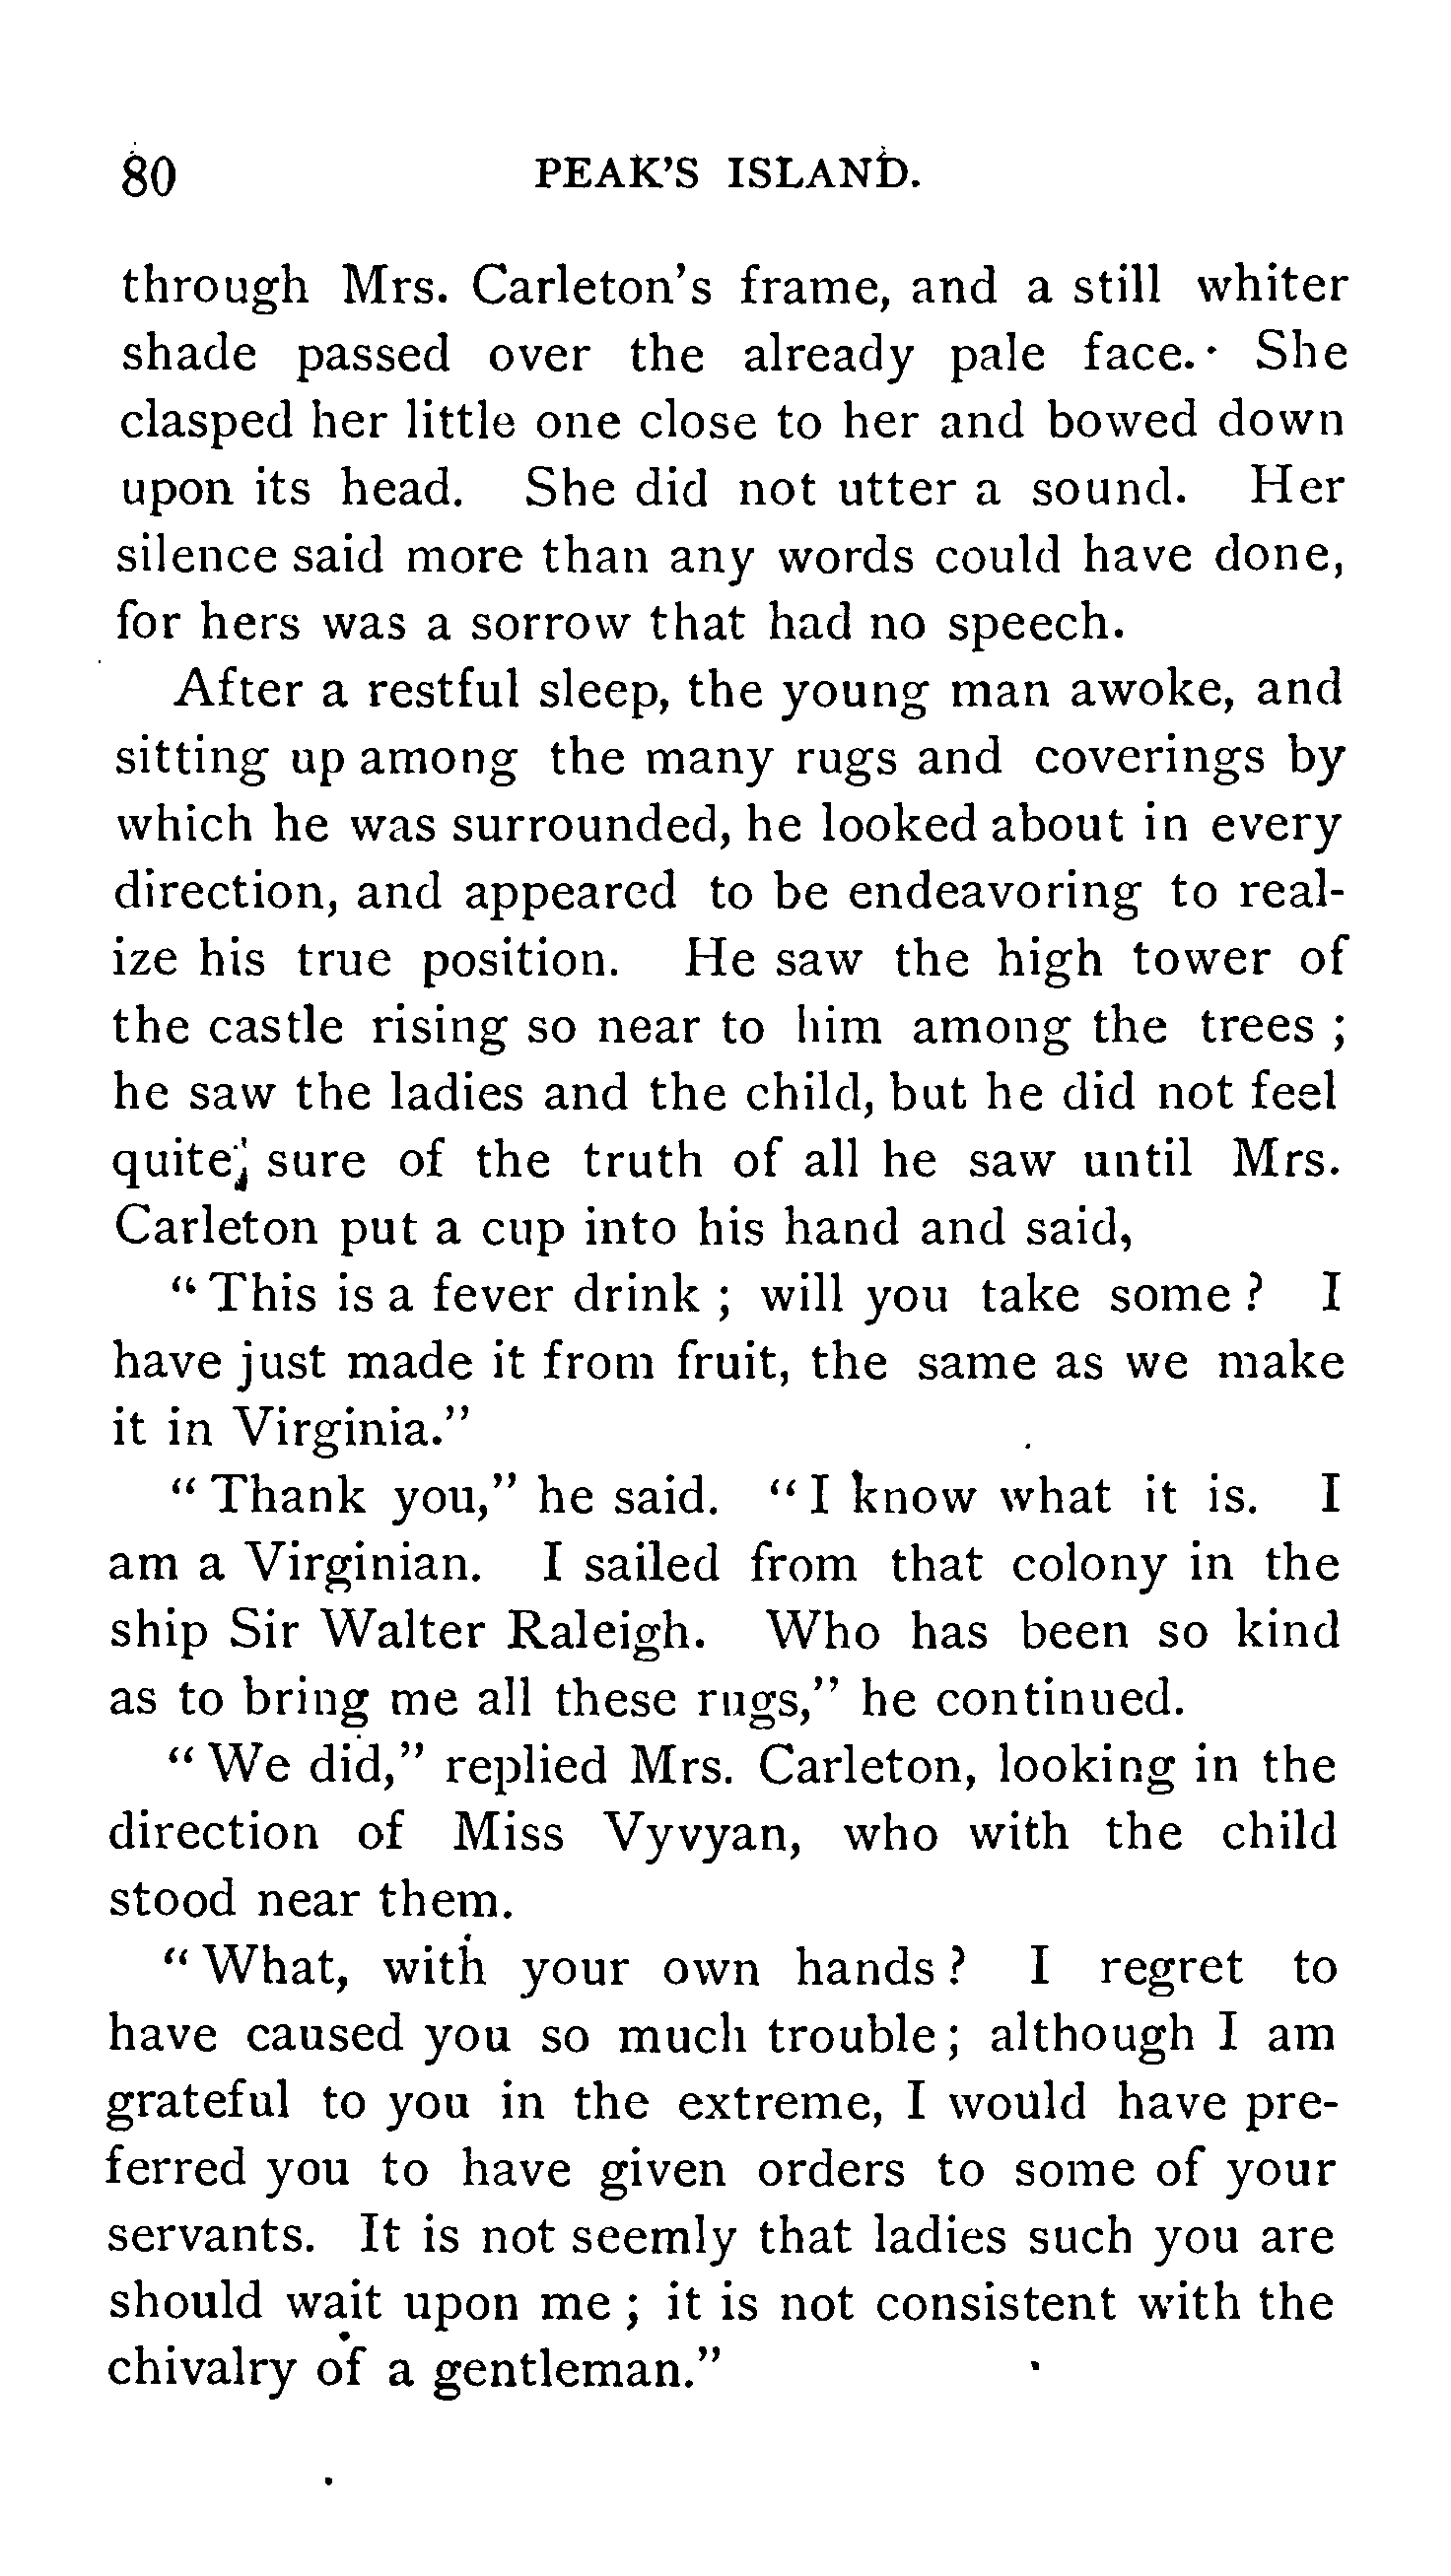 80 PEAK'S ISLAND.
through Mrs. Carleton's frame, and a still whiter
shade passed over the already pale face. She
clasped her little one close to her and bowed down
upon its head. She did not utter a sound. Her
silence said more than any words could have done,
for hers was a sorrow that had no speech.
After a restful sleep, the young man awoke, and
sitting up among the many rugs and coverings by
which he was surrounded, he looked about in every
direction, and appeared to be endeavoring to real-
ize his true position. He saw the high tower of
the castle rising so near to him among the trees ;
he saw the ladies and the child, but he did not feel
quite sure of the truth of all he saw until Mrs.
Carleton put a cup into his hand and said,
" This is a fever drink ; will you take some ? I
have just made it from fruit, the same as we make
it in Virginia."
" Thank you," he said. " I know what it is. I
am a Virginian. I sailed from that colony in the
ship Sir Walter Raleigh. Who has been so kind
as to bring me all these rugs," he continued.
" We did," replied Mrs. Carleton, looking in the
direction of Miss Vyvyan, who with the child
stood near them.
" What, with your own hands ? I regret to
have caused you so much trouble ; although I am
grateful to you in the extreme, I would have pre-
ferred you to have given orders to some of your
servants. It is not seemly that ladies such you are
should wait upon me ; it is not consistent with the
chivalry of a gentleman."